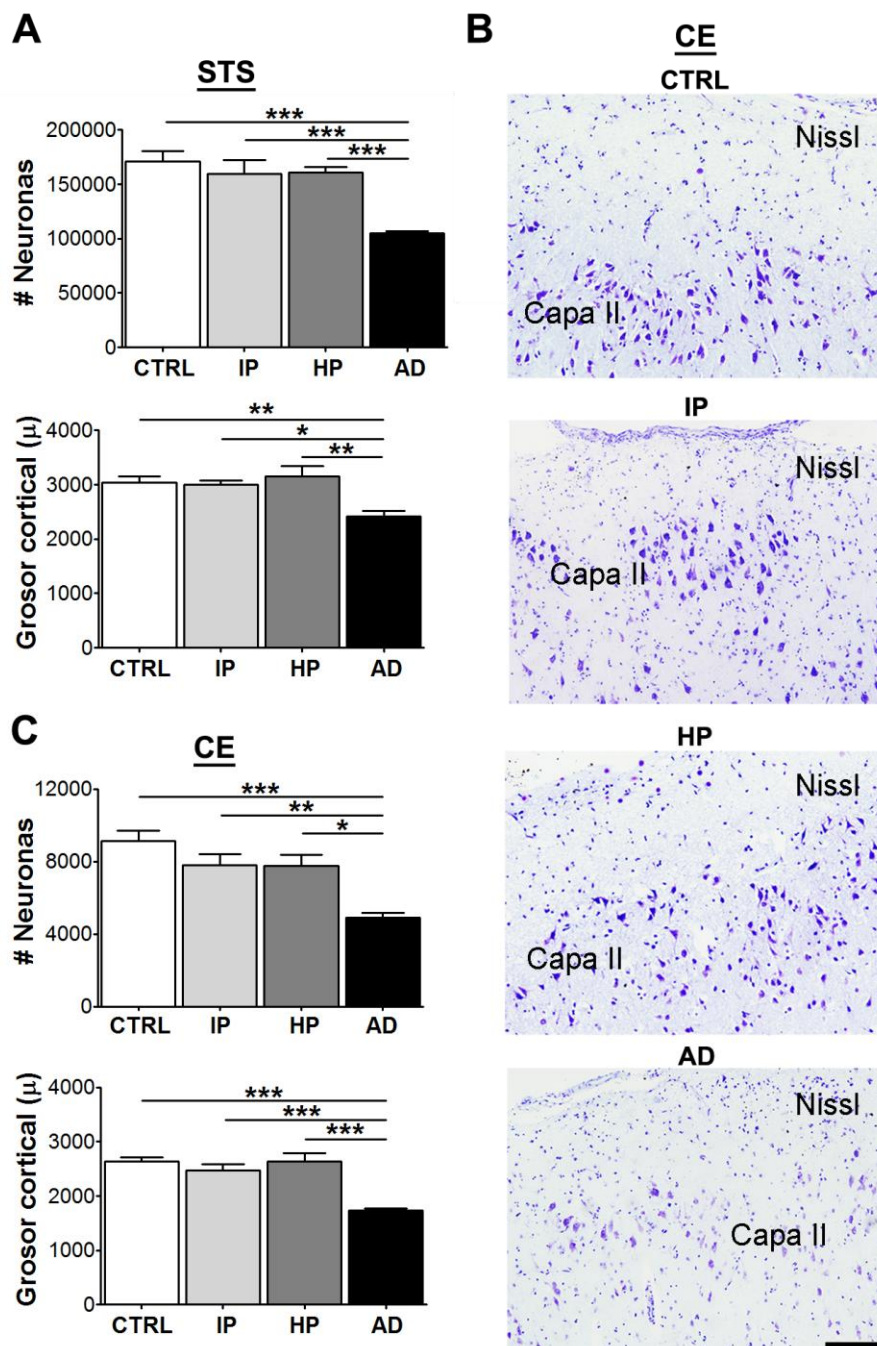 A
STS
***
***
***
# Neuronas
200000
150000
100000
50000
0
CTRL IP HP AD
**
*
**
Grosor cortical (µ)
4000
3000
2000
1000
0
CTRL IP HP AD
B
CE
CTRL
Nissl
Capa II
IP
Nissl
Capa II
HP
Nissl
Capa II
AD
Nissl
Capa II
C
CE
***
**
*
# Neuronas
12000
8000
4000
0
CTRL IP HP AD
***
***
***
Grosor cortical (µ)
4000
3000
2000
1000
0
CTRL IP HP AD